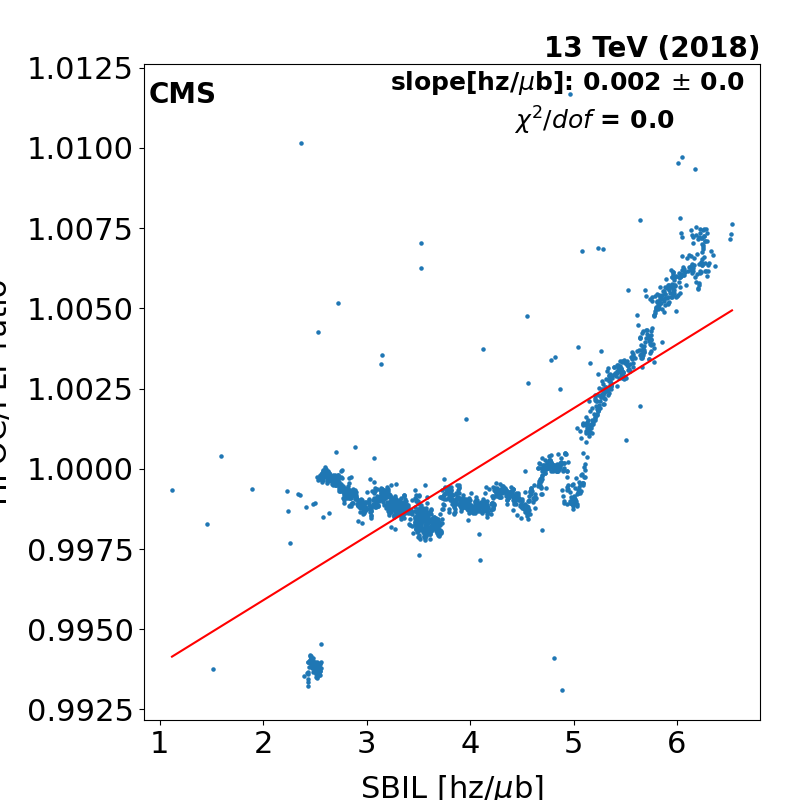 13 TeV (2018)
CMS
slope[hz/μb]: 0.002 ± 0.0
χ²/dof = 0.0
1.0125
1.0100
1.0075
1.0050
1.0025
1.0000
0.9975
0.9950
0.9925
1 2 3 4 5 6
SBIL [hz/μb]